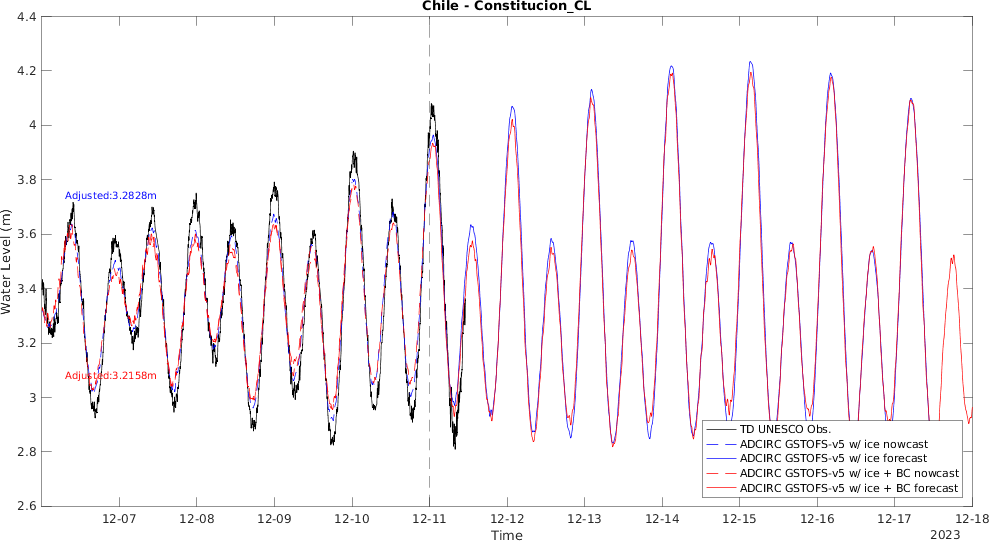 Chile - Constitucion_CL
4.4
4.2
4
3.8
3.6
3.4
3.2
3
2.8
2.6
Water Level (m)
Adjusted:3.2828m
Adjusted:3.2158m
TD UNESCO Obs.
ADCIRC GSTOFS-v5 w/ ice nowcast
ADCIRC GSTOFS-v5 w/ ice forecast
ADCIRC GSTOFS-v5 w/ ice + BC nowcast
ADCIRC GSTOFS-v5 w/ ice + BC forecast
12-07 12-08 12-09 12-10 12-11 12-12 12-13 12-14 12-15 12-16 12-17 12-18
Time
2023